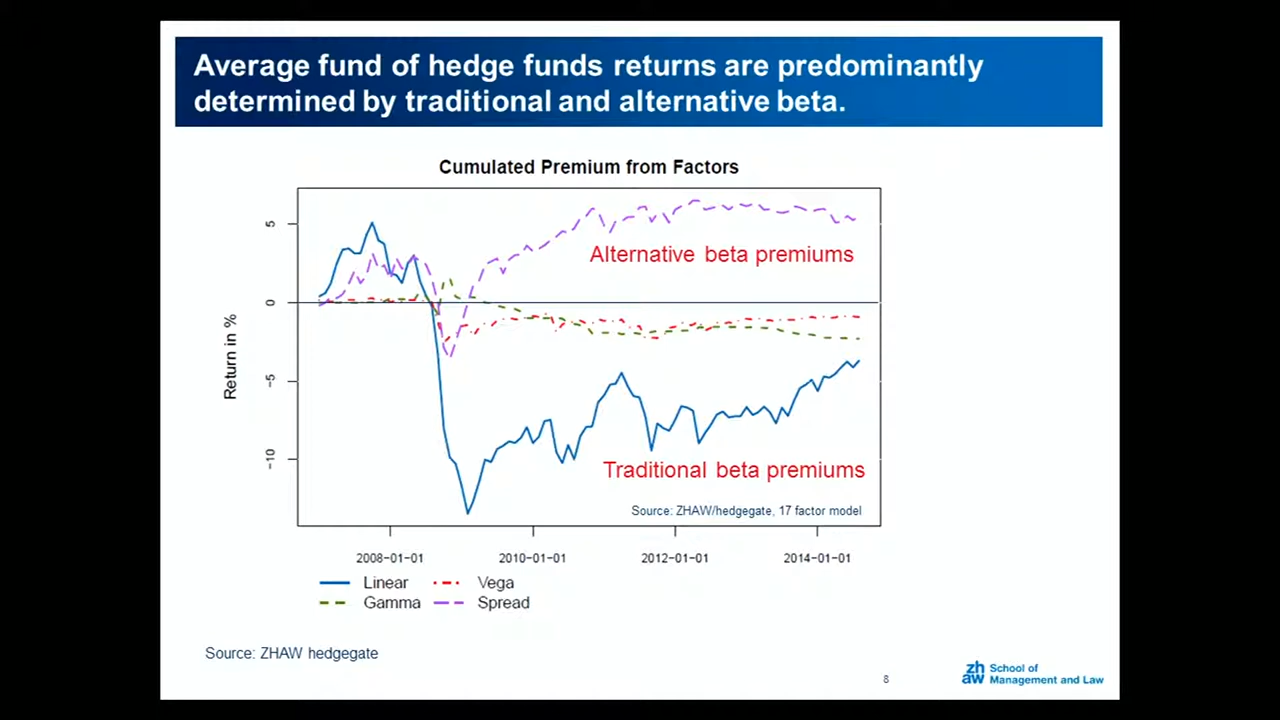 Average fund of hedge funds returns are predominantly
determined by traditional and alternative beta.
Cumulated Premium from Factors
Return in %
5
0
−5
−10
Alternative beta premiums
Traditional beta premiums
Source: ZHAW/hedgegate, 17 factor model
2008−01−01 2010−01−01 2012−01−01 2014−01−01
Linear Vega
Gamma Spread
Source: ZHAW hedgegate
8
zh
aw
School of
Management and Law